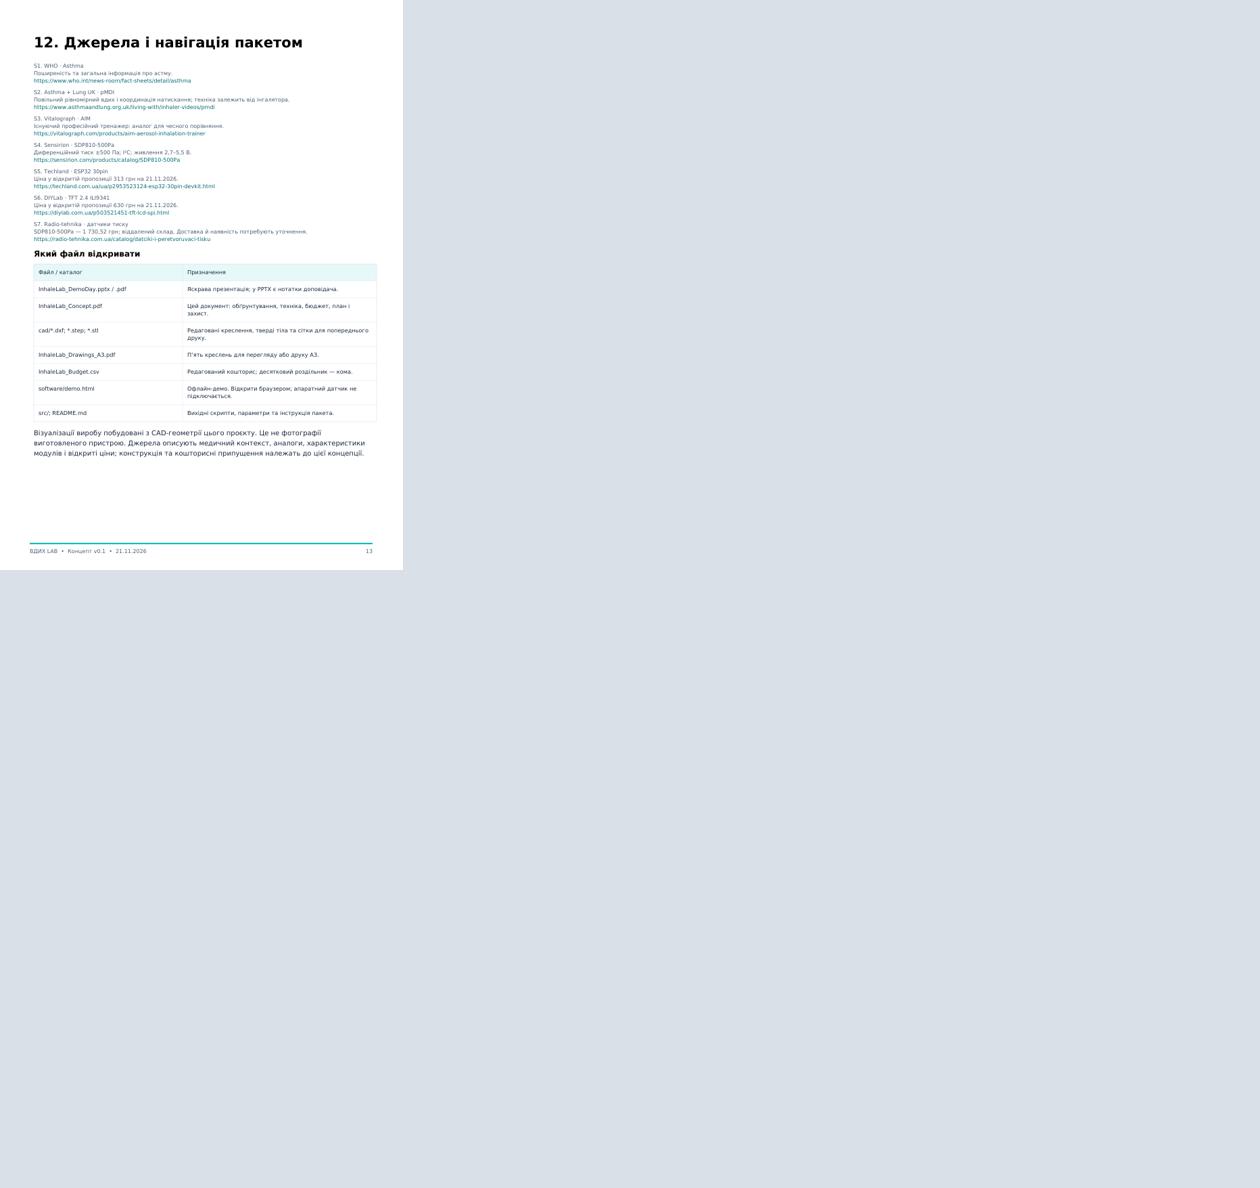 12. Джерела і навігація пакетом
S1. WHO · Asthma
Поширеність та загальна інформація про астму.
https://www.who.int/news-room/fact-sheets/detail/asthma
S2. Asthma + Lung UK · pMDI
Повільний рівномірний вдих і координація натискання; техніка залежить від інгалятора.
https://www.asthmaandlung.org.uk/living-with/inhaler-videos/pmdi
S3. Vitalograph · AIM
Існуючий професійний тренажер: аналог для чесного порівняння.
https://vitalograph.com/products/aim-aerosol-inhalation-trainer
S4. Sensirion · SDP810-500Pa
Диференційний тиск ±500 Па; I²C; живлення 2,7–5,5 В.
https://sensirion.com/products/catalog/SDP810-500Pa
S5. Techland · ESP32 30pin
Ціна у відкритій пропозиції 313 грн на 21.11.2026.
https://techland.com.ua/ua/p2953523124-esp32-30pin-devkit.html
S6. DIYLab · TFT 2.4 ILI9341
Ціна у відкритій пропозиції 630 грн на 21.11.2026.
https://diylab.com.ua/p503521451-tft-lcd-spi.html
S7. Radio-tehnika · датчики тиску
SDP810-500Pa — 1 730,52 грн; віддалений склад. Доставка й наявність потребують уточнення.
https://radio-tehnika.com.ua/catalog/datciki-i-peretvoruvaci-tisku
Який файл відкривати
Файл / каталог
Призначення
InhaleLab_DemoDay.pptx / .pdf
Яскрава презентація; у PPTX є нотатки доповідача.
InhaleLab_Concept.pdf
Цей документ: обґрунтування, техніка, бюджет, план і
захист.
cad/*.dxf; *.step; *.stl
Редаговані креслення, тверді тіла та сітки для попереднього
друку.
InhaleLab_Drawings_A3.pdf
П'ять креслень для перегляду або друку A3.
InhaleLab_Budget.csv
Редагований кошторис; десятковий роздільник — кома.
software/demo.html
Офлайн-демо. Відкрити браузером; апаратний датчик не
підключається.
src/; README.md
Вихідні скрипти, параметри та інструкція пакета.
Візуалізації виробу побудовані з CAD-геометрії цього проєкту. Це не фотографії
виготовленого пристрою. Джерела описують медичний контекст, аналоги, характеристики
модулів і відкриті ціни; конструкція та кошторисні припущення належать до цієї концепції.
ВДИХ LAB • Концепт v0.1 • 21.11.2026
13